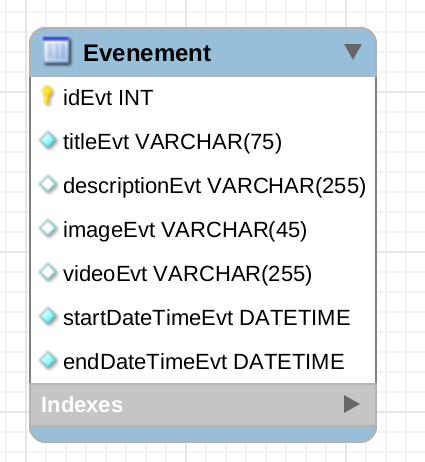 Evenement
idEvt INT
titleEvt VARCHAR(75)
descriptionEvt VARCHAR(255)
imageEvt VARCHAR(45)
videoEvt VARCHAR(255)
startDateTimeEvt DATETIME
endDateTimeEvt DATETIME
Indexes